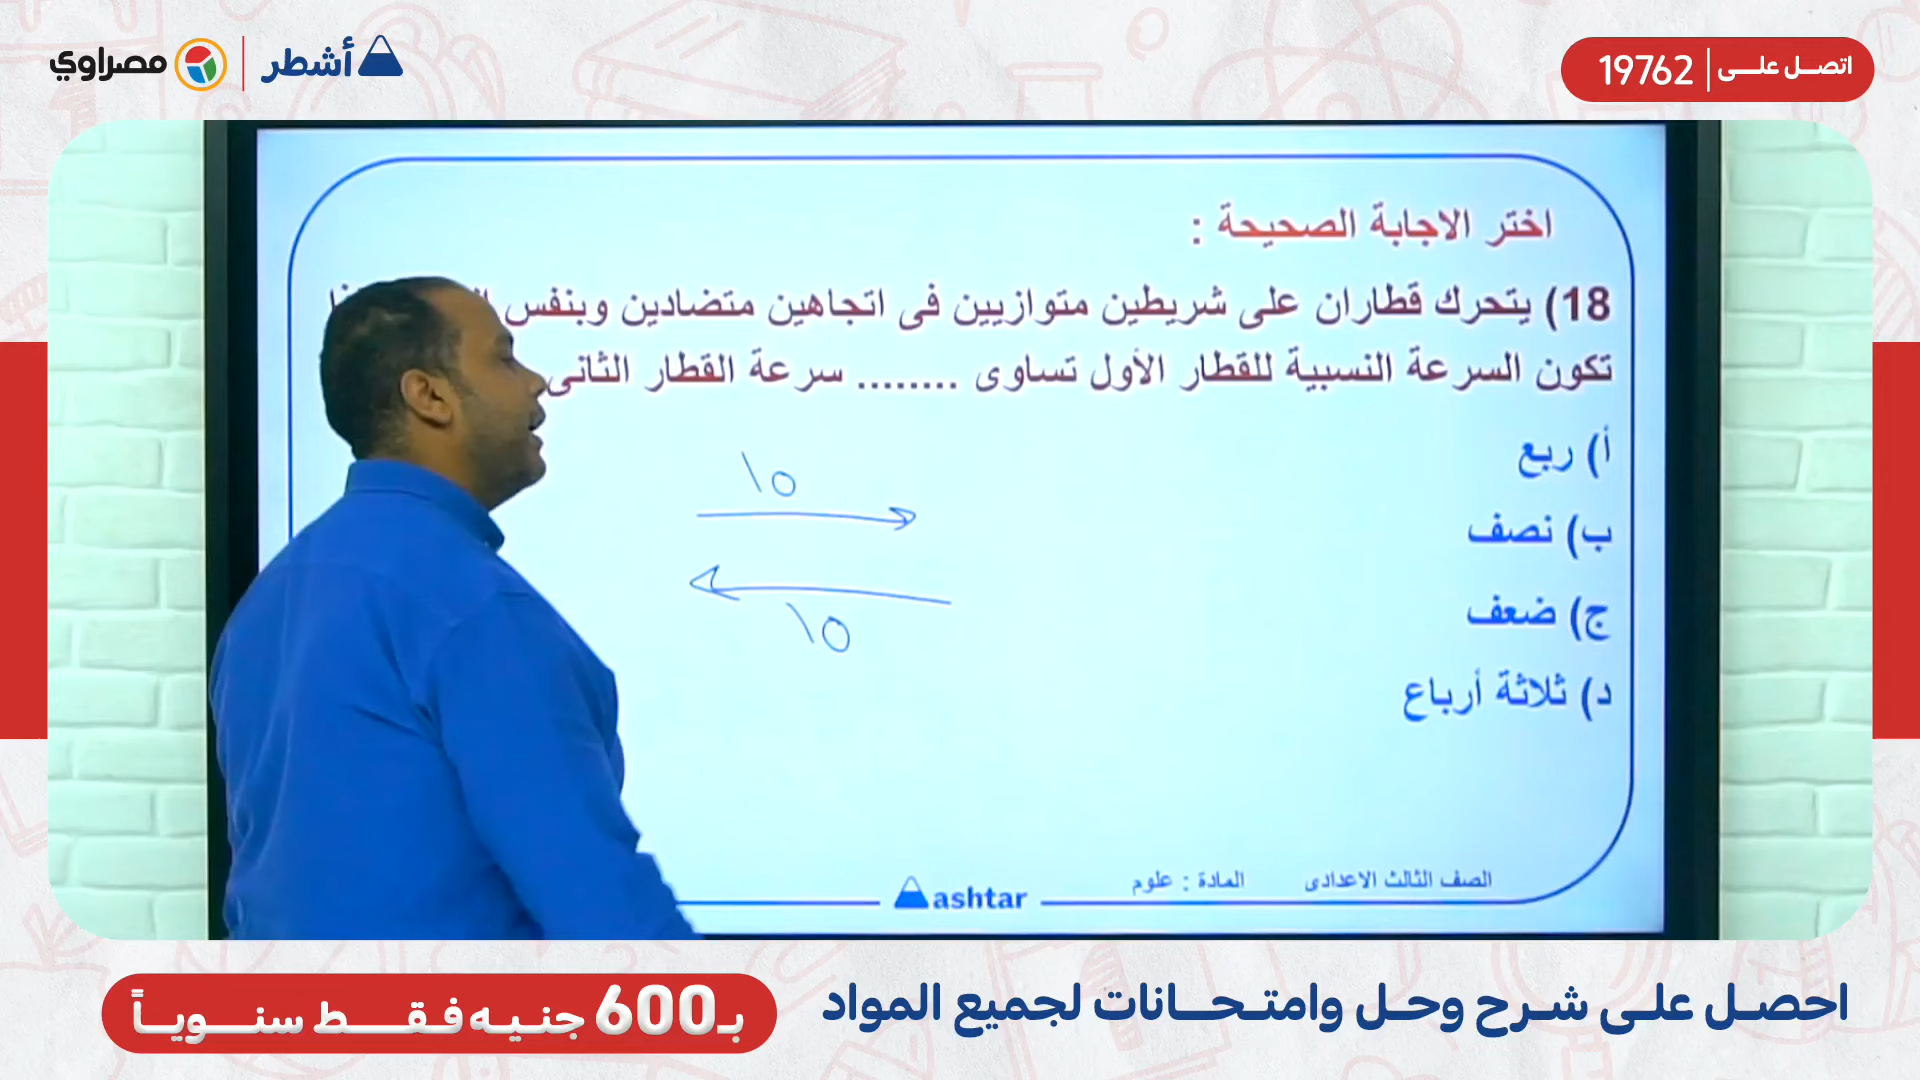 مصراوي
أشطر
اتصل على 19762
اختر الاجابة الصحيحة :
18) يتحرك قطاران على شريطين متوازيين فى اتجاهين متضادين وبنفس
تكون السرعة النسبية للقطار الأول تساوى ........ سرعة القطار الثانى
أ) ربع
ب) نصف
ج) ضعف
د) ثلاثة أرباع
١٥
١٥
الصف الثالث الاعدادى المادة : علوم
ashtar
احصل على شرح وحل وامتحانات لجميع المواد
بـ600 جنيه فقط سنوياً